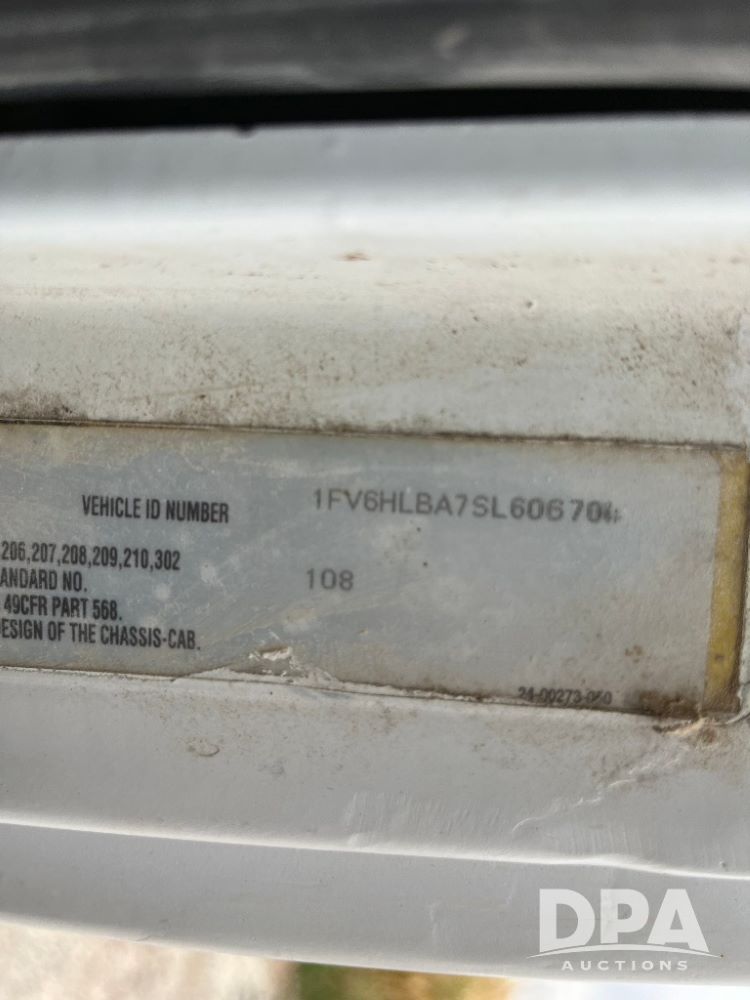 VEHICLE ID NUMBER 1FV6HLBA7SL606704
206,207,208,209,210,302
ANDARD NO. 108
49CFR PART 568.
ESIGN OF THE CHASSIS-CAB.
DPA
AUCTIONS